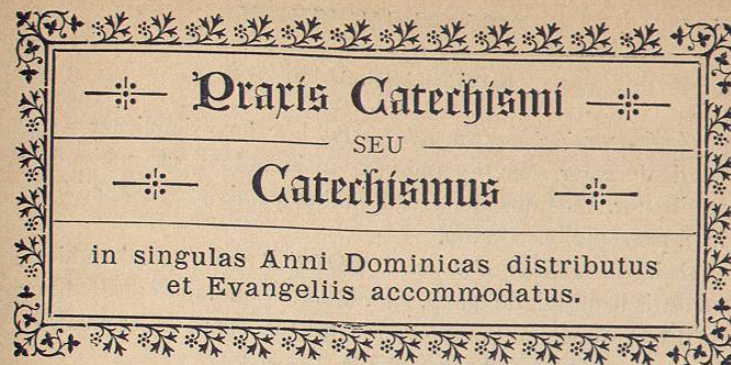 Praxis Catechismi
SEU
Catechismus
in singulas Anni Dominicas distributus
et Evangeliis accommodatus.